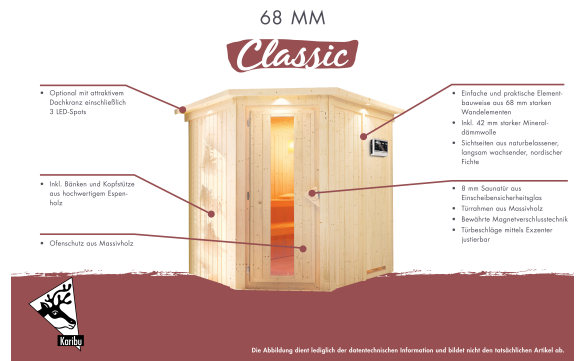 68 MM
Classic
• Optional mit attraktivem
Dachkranz einschließlich
3 LED-Spots
• Inkl. Bänken und Kopfstütze
aus hochwertigem Espen-
holz
• Ofenschutz aus Massivholz
• Einfache und praktische Element-
bauweise aus 68 mm starken
Wandelementen
• Inkl. 42 mm starker Mineral-
dämmwolle
• Sichtseiten aus naturbelassener,
langsam wachsender, nordischer
Fichte
• 8 mm Saunatür aus
Einscheibensicherheitsglas
• Türrahmen aus Massivholz
• Bewährte Magnetverschlusstechnik
• Türbeschläge mittels Exzenter
justierbar
Karibu
Die Abbildung dient lediglich der datentechnischen Information und bildet nicht den tatsächlichen Artikel ab.